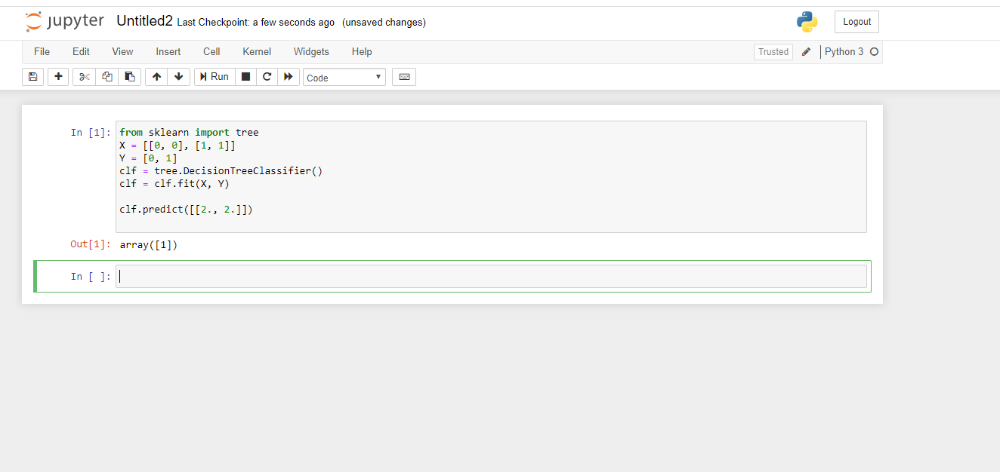 jupyter Untitled2 Last Checkpoint: a few seconds ago (unsaved changes) Logout
File Edit View Insert Cell Kernel Widgets Help Trusted Python 3
Run Code
In [1]: from sklearn import tree
X = [[0, 0], [1, 1]]
Y = [0, 1]
clf = tree.DecisionTreeClassifier()
clf = clf.fit(X, Y)
clf.predict([[2., 2.]])
Out[1]: array([1])
In [ ]: